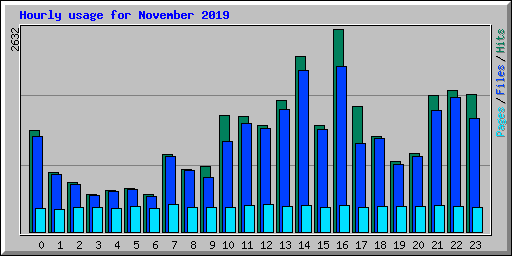 Hourly usage for November 2019
2632
Pages/Files/Hits
0 1 2 3 4 5 6 7 8 9 10 11 12 13 14 15 16 17 18 19 20 21 22 23